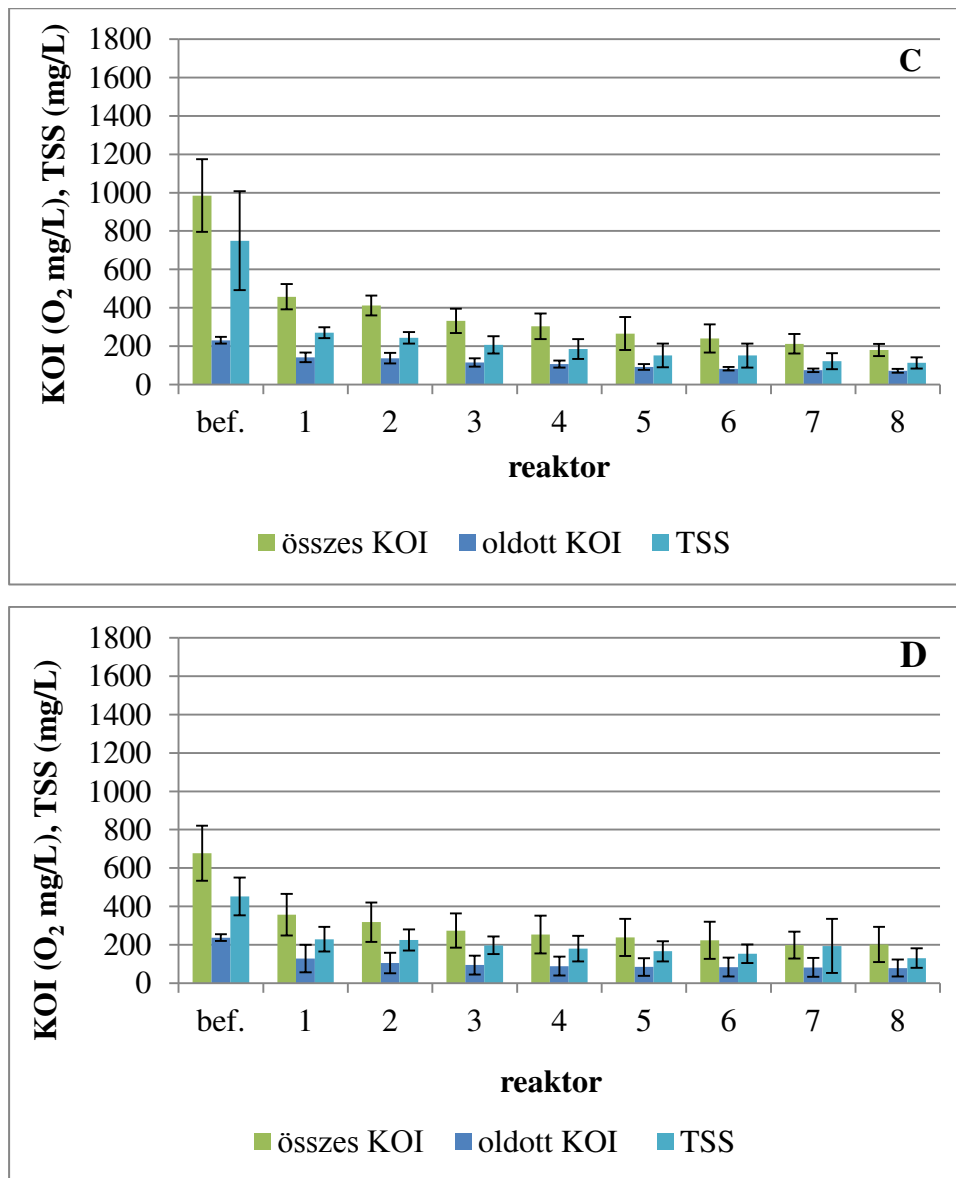 C
KOI (O₂ mg/L), TSS (mg/L)
1800
1600
1400
1200
1000
800
600
400
200
0
bef. 1 2 3 4 5 6 7 8
reaktor
összes KOI oldott KOI TSS
D
KOI (O₂ mg/L), TSS (mg/L)
1800
1600
1400
1200
1000
800
600
400
200
0
bef. 1 2 3 4 5 6 7 8
reaktor
összes KOI oldott KOI TSS